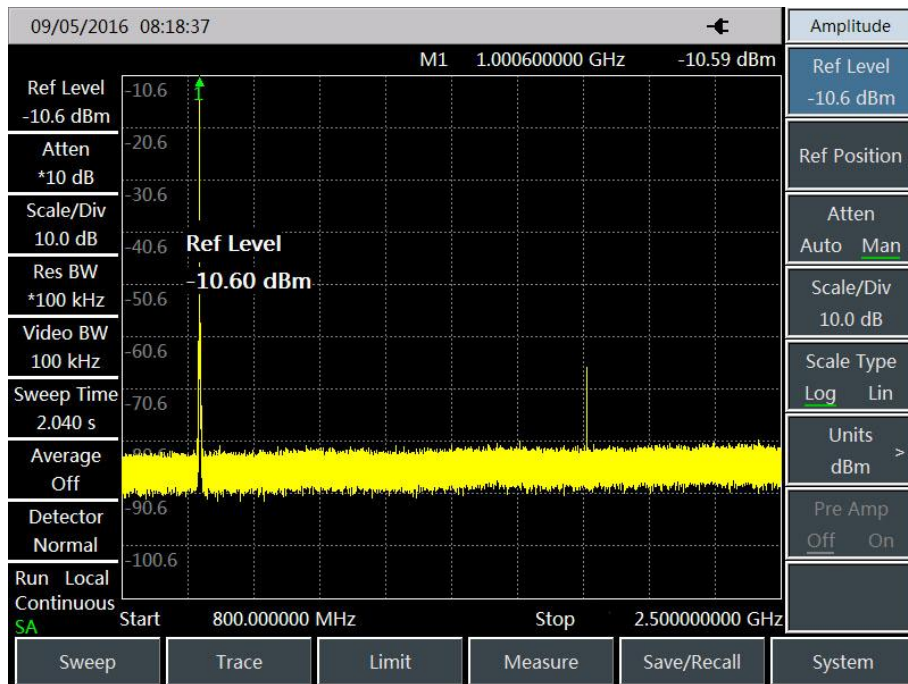 09/05/2016 08:18:37
Amplitude
M1 1.000600000 GHz -10.59 dBm
Ref Level
-10.6 dBm
Atten
*10 dB
Scale/Div
10.0 dB
Res BW
*100 kHz
Video BW
100 kHz
Sweep Time
2.040 s
Average
Off
Detector
Normal
Run Local
Continuous
SA
-10.6
1
-20.6
-30.6
-40.6
Ref Level
-10.60 dBm
-50.6
-60.6
-70.6
-90.6
-100.6
Start 800.000000 MHz Stop 2.500000000 GHz
Ref Level
-10.6 dBm
Ref Position
Atten
Auto Man
Scale/Div
10.0 dB
Scale Type
Log Lin
Units
dBm >
Pre Amp
Off On
Sweep Trace Limit Measure Save/Recall System